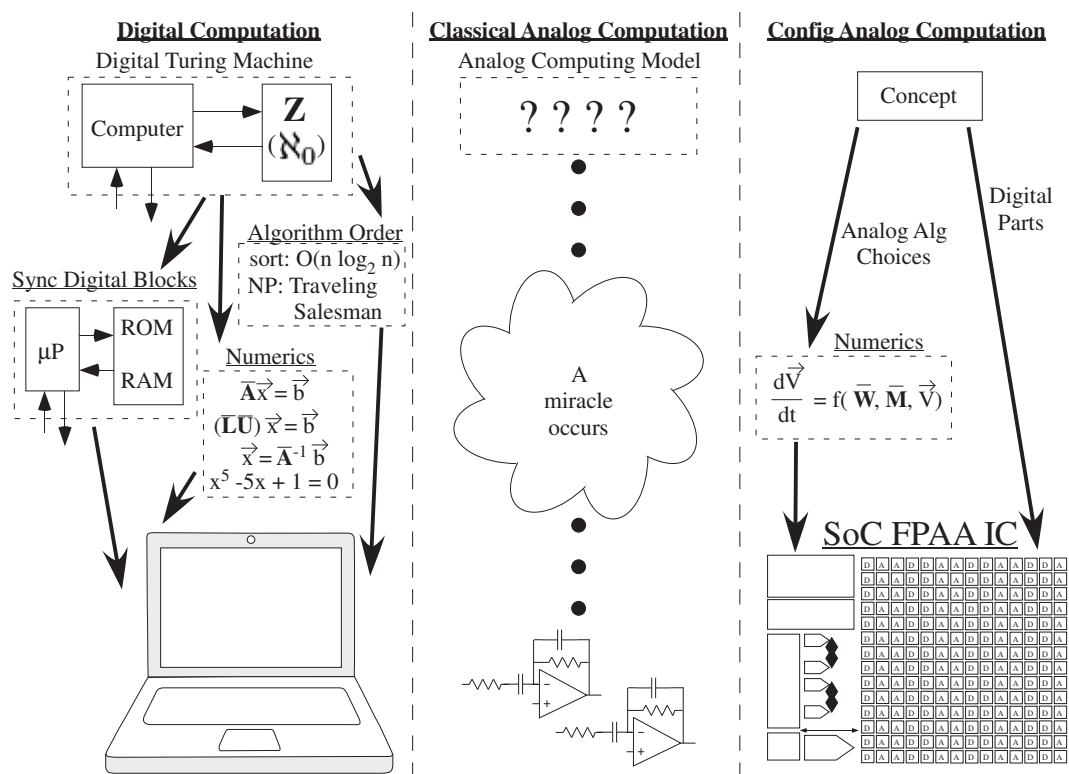 Digital Computation
Digital Turing Machine
Computer
Z
(ℵ0)
Algorithm Order
sort: O(n log2 n)
NP: Traveling
Salesman
Sync Digital Blocks
μP
ROM
RAM
Numerics
A̅x⃗ = b⃗
(L̅U̅) x⃗ = b⃗
x⃗ = A̅⁻¹ b⃗
x⁵ -5x + 1 = 0
Classical Analog Computation
Analog Computing Model
? ? ? ?
A
miracle
occurs
Config Analog Computation
Concept
Digital
Parts
Analog Alg
Choices
Numerics
dV⃗
dt
= f( W̅, M̅, V⃗)
SoC FPAA IC
D A A D D A A D D A A D D A
D A A D D A A D D A A D D A
D A A D D A A D D A A D D A
D A A D D A A D D A A D D A
D A A D D A A D D A A D D A
D A A D D A A D D A A D D A
D A A D D A A D D A A D D A
D A A D D A A D D A A D D A
D A A D D A A D D A A D D A
D A A D D A A D D A A D D A
D A A D D A A D D A A D D A
D A A D D A A D D A A D D A
D A A D D A A D D A A D D A
D A A D D A A D D A A D D A